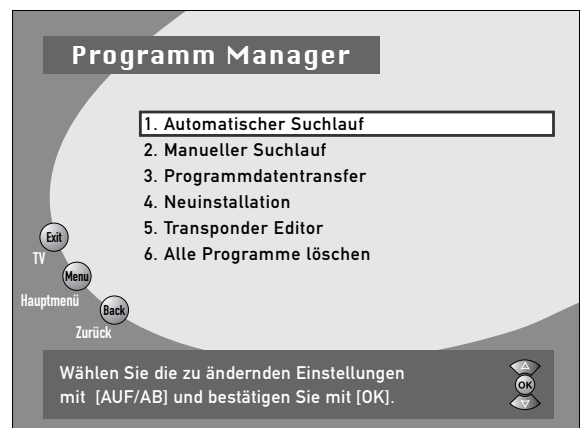 Programm Manager
1. Automatischer Suchlauf
2. Manueller Suchlauf
3. Programmdatentransfer
4. Neuinstallation
5. Transponder Editor
6. Alle Programme löschen
Exit
TV
Menu
Hauptmenü
Back
Zurück
Wählen Sie die zu ändernden Einstellungen
mit [AUF/AB] und bestätigen Sie mit [OK].
OK